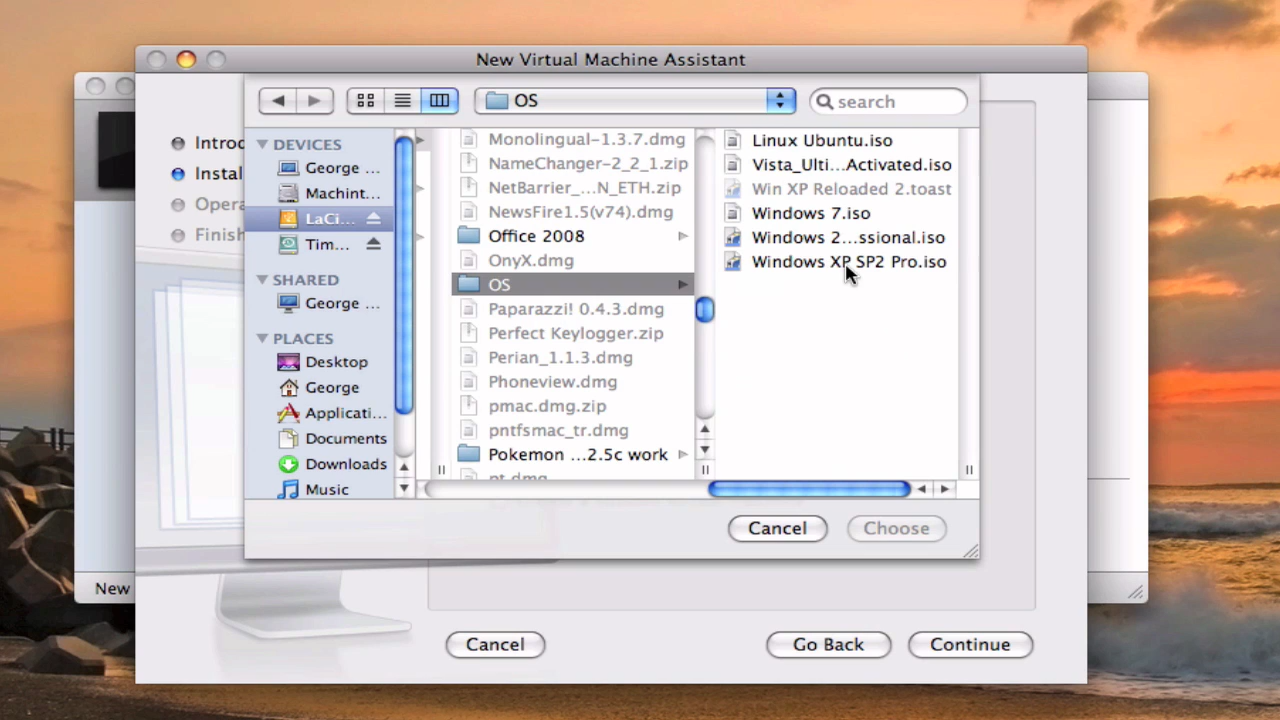 New Virtual Machine Assistant
OS
search
Introd
Instal
Opera
Finish
DEVICES
George ...
Machint...
LaCi...
Tim...
SHARED
George ...
PLACES
Desktop
George
Applicati...
Documents
Downloads
Music
Monolingual-1.3.7.dmg
NameChanger-2_2_1.zip
NetBarrier_...N_ETH.zip
NewsFire1.5(v74).dmg
Office 2008
OnyX.dmg
OS
Paparazzi! 0.4.3.dmg
Perfect Keylogger.zip
Perian_1.1.3.dmg
Phoneview.dmg
pmac.dmg.zip
pntfsmac_tr.dmg
Pokemon ...2.5c work
pt.dmg
Linux Ubuntu.iso
Vista_Ulti...Activated.iso
Win XP Reloaded 2.toast
Windows 7.iso
Windows 2...ssional.iso
Windows XP SP2 Pro.iso
Cancel
Choose
New
Cancel
Go Back
Continue